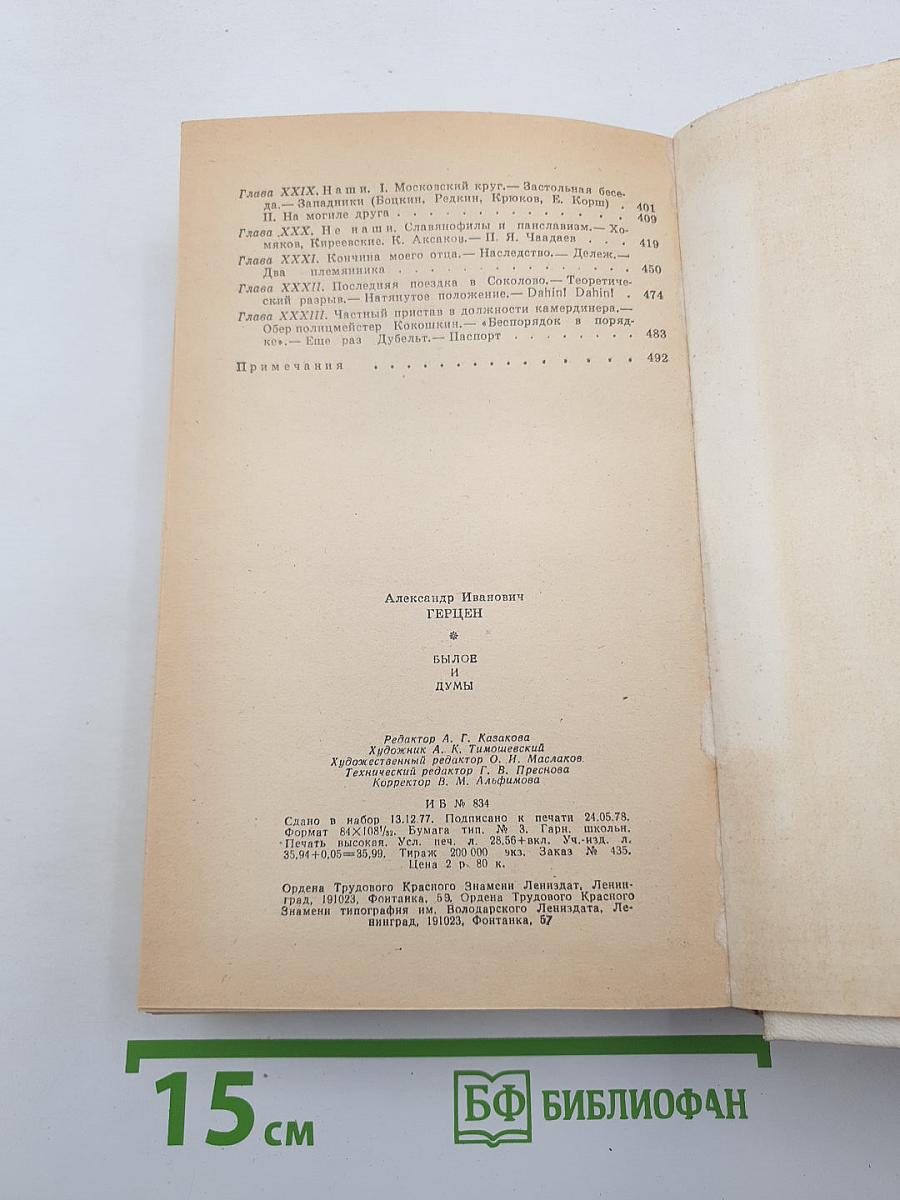 Глава XXIX. Наши. I. Московский круг.— Застольная бесе-
да.— Западники (Боцкин, Редкин, Крюков, Е. Корш) . 401
II. На могиле друга . . . . . . . . . . . . 409
Глава XXX. Не наши. Славянофилы и панславизм.— Хо-
мяков, Киреевские. К. Аксаков.— П. Я. Чаадаев . . . 419
Глава XXXI. Кончина моего отца.— Наследство.— Дележ.—
Два племянника . . . . . . . . . . . . . 450
Глава XXXII. Последняя поездка в Соколово.— Теоретиче-
ский разрыв.— Натянутое положение.— Dahin! Dahin! . 474
Глава XXXIII. Частный пристав в должности камердинера.—
Обер полицмейстер Кокошкин.— «Беспорядок в поряд-
ке».— Еще раз Дубельт.— Паспорт . . . . . . . . 483
Примечания . . . . . . . . . . . . . 492
Александр Иванович
ГЕРЦЕН
БЫЛОЕ
И
ДУМЫ
Редактор А. Г. Казакова
Художник А. К. Тимошевский
Художественный редактор О. И. Маслаков
Технический редактор Г. В. Преснова
Корректор В. М. Альфимова
ИБ № 834
Сдано в набор 13.12.77. Подписано к печати 24.05.78.
Формат 84×108¹/₃₂. Бумага тип. № 3. Гарн. школьн.
Печать высокая. Усл. печ. л. 28,56+вкл. Уч.-изд. л.
35,94+0,05=35,99. Тираж 200 000 экз. Заказ № 435.
Цена 2 р. 80 к.
Ордена Трудового Красного Знамени Лениздат, Ленин-
град, 191023, Фонтанка, 59. Ордена Трудового Красного
Знамени типография им. Володарского Лениздата, Ле-
нинград, 191023, Фонтанка, 57
15 см
БФ БИБЛИОФАН